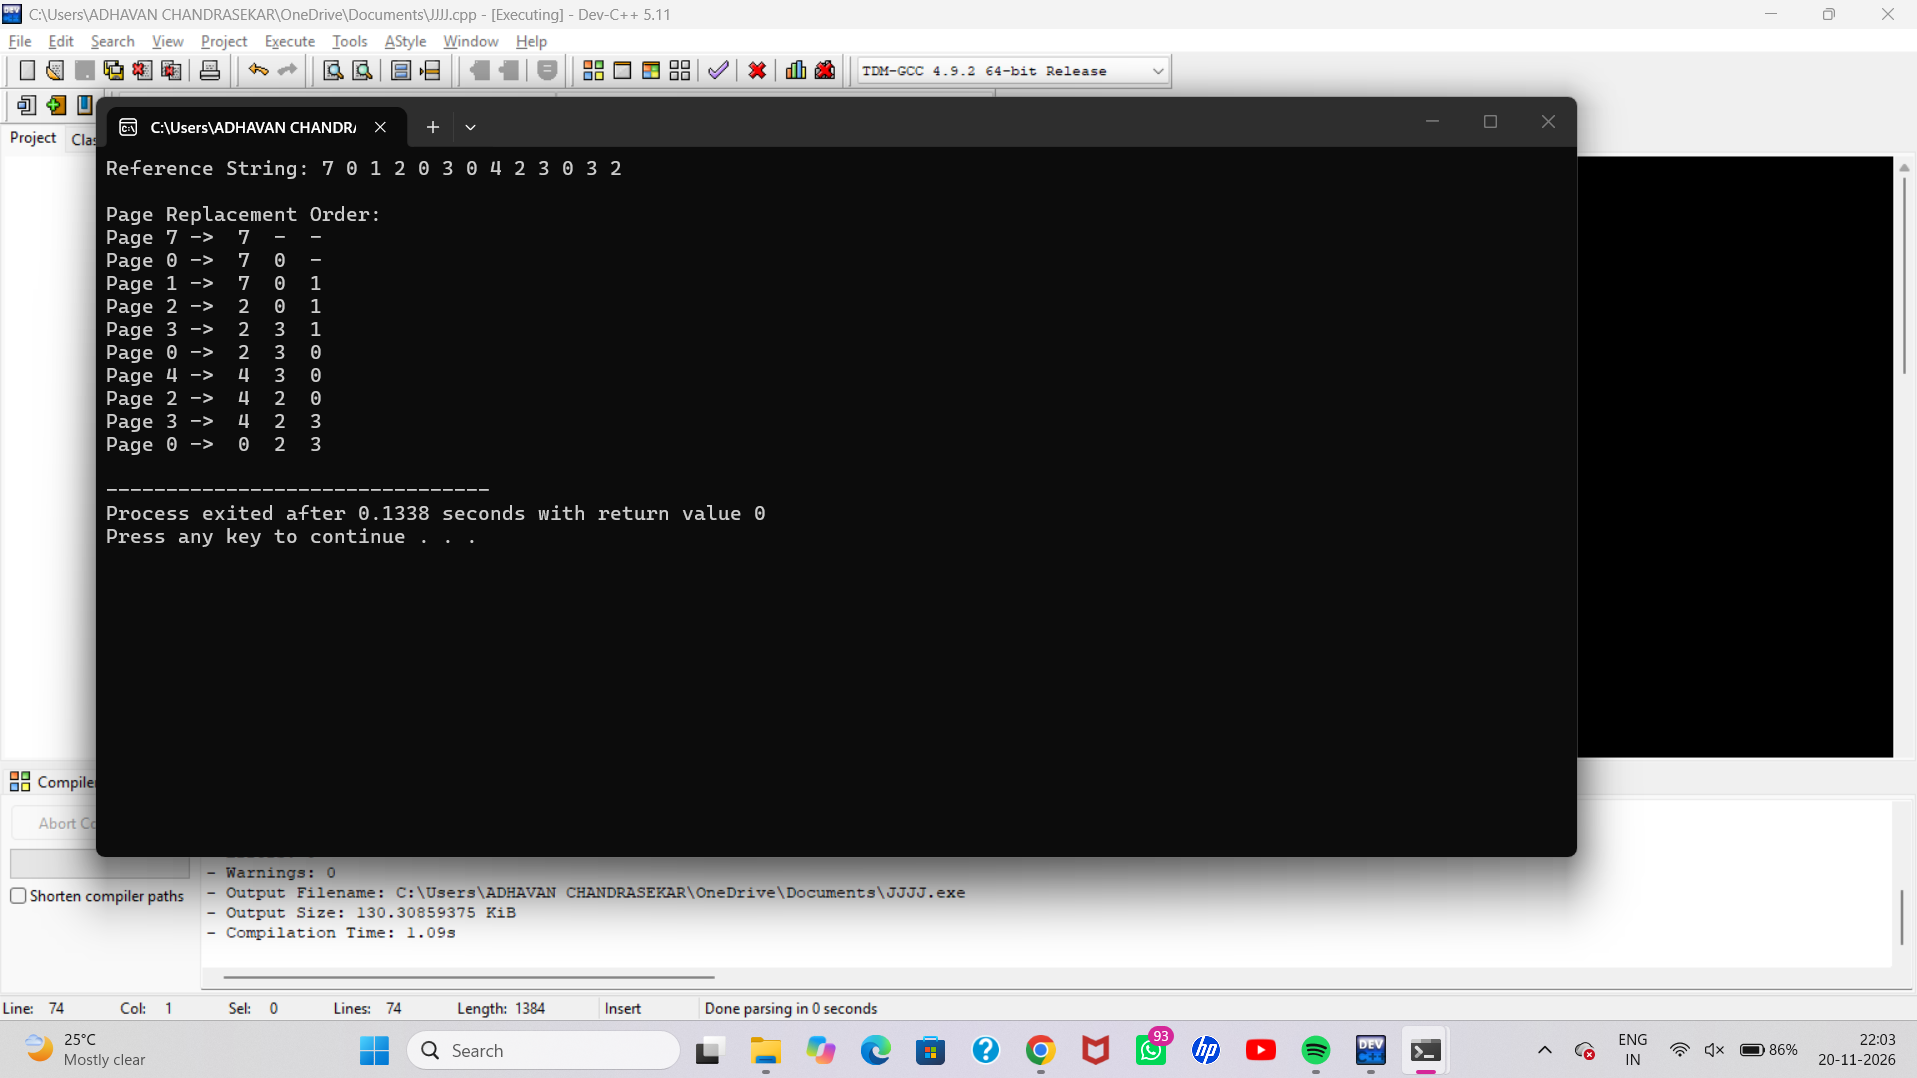 C:\Users\ADHAVAN CHANDRASEKAR\OneDrive\Documents\JJJJ.cpp - [Executing] - Dev-C++ 5.11
File Edit Search View Project Execute Tools AStyle Window Help
TDM-GCC 4.9.2 64-bit Release
C:\Users\ADHAVAN CHANDRA
Project
Reference String: 7 0 1 2 0 3 0 4 2 3 0 3 2
Page Replacement Order:
Page 7 -> 7 - -
Page 0 -> 7 0 -
Page 1 -> 7 0 1
Page 2 -> 2 0 1
Page 3 -> 2 3 1
Page 0 -> 2 3 0
Page 4 -> 4 3 0
Page 2 -> 4 2 0
Page 3 -> 4 2 3
Page 0 -> 0 2 3
--------------------------------
Process exited after 0.1338 seconds with return value 0
Press any key to continue . . .
Compiler
Abort
- Warnings: 0
Shorten compiler paths
- Output Filename: C:\Users\ADHAVAN CHANDRASEKAR\OneDrive\Documents\JJJJ.exe
- Output Size: 130.30859375 KiB
- Compilation Time: 1.09s
Line: 74 Col: 1 Sel: 0 Lines: 74 Length: 1384 Insert Done parsing in 0 seconds
25°C
Mostly clear
Search
93
ENG
IN
86%
22:03
20-11-2026